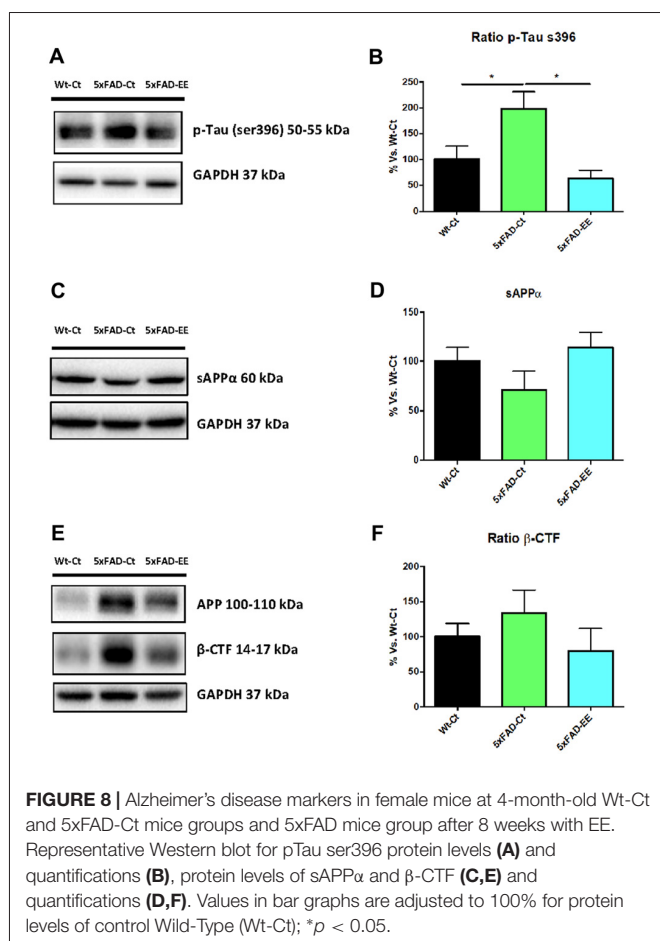 A
Wt-Ct 5xFAD-Ct 5xFAD-EE
p-Tau (ser396) 50-55 kDa
GAPDH 37 kDa
B
Ratio p-Tau s396
% Vs. Wt-Ct
250
200
150
100
50
0
* *
Wt-Ct 5xFAD-Ct 5xFAD-EE
C
Wt-Ct 5xFAD-Ct 5xFAD-EE
sAPPα 60 kDa
GAPDH 37 kDa
D
sAPPα
% Vs. Wt-Ct
150
100
50
0
Wt-Ct 5xFAD-Ct 5xFAD-EE
E
Wt-Ct 5xFAD-Ct 5xFAD-EE
APP 100-110 kDa
β-CTF 14-17 kDa
GAPDH 37 kDa
F
Ratio β-CTF
% Vs. Wt-Ct
200
150
100
50
0
Wt-Ct 5xFAD-Ct 5xFAD-EE
FIGURE 8 | Alzheimer's disease markers in female mice at 4-month-old Wt-Ct
and 5xFAD-Ct mice groups and 5xFAD mice group after 8 weeks with EE.
Representative Western blot for pTau ser396 protein levels (A) and
quantifications (B), protein levels of sAPPα and β-CTF (C,E) and
quantifications (D,F). Values in bar graphs are adjusted to 100% for protein
levels of control Wild-Type (Wt-Ct); *p < 0.05.